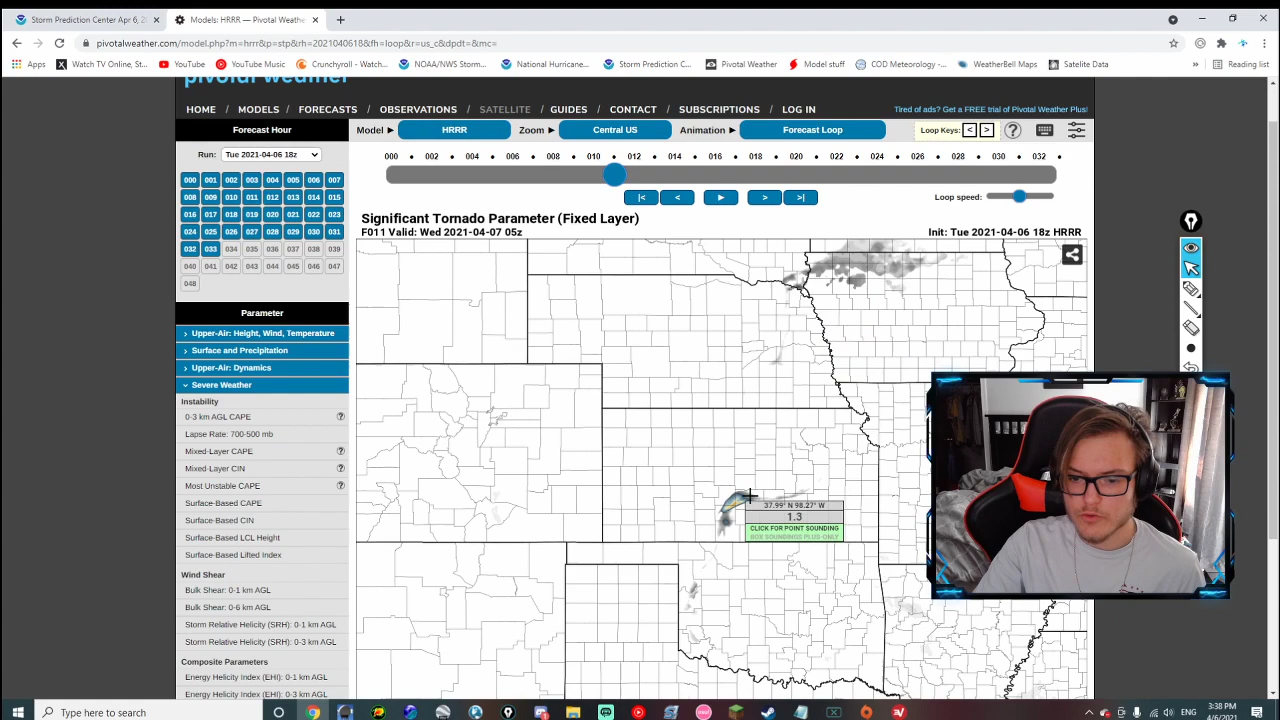 Storm Prediction Center Apr 6, 2
Models: HRRR — Pivotal Weathe
pivotalweather.com/model.php?m=hrrr&p=stp&rh=2021040618&fh=loop&r=us_c&dpdt=&mc=
Apps Watch TV Online, St... YouTube YouTube Music Crunchyroll - Watch... NOAA/NWS Storm... National Hurricane... Storm Prediction C... Pivotal Weather Model stuff COD Meteorology -... WeatherBell Maps Satellite Data Reading list
pivotal weather
HOME / MODELS / FORECASTS / OBSERVATIONS / SATELLITE / GUIDES / CONTACT / SUBSCRIPTIONS / LOG IN
Tired of ads? Get a FREE trial of Pivotal Weather Plus!
Forecast Hour
Model HRRR Zoom Central US Animation Forecast Loop
Loop Keys: < > ?
Run: Tue 2021-04-06 18z
000 • 002 • 004 • 006 • 008 • 010 • 012 • 014 • 016 • 018 • 020 • 022 • 024 • 026 • 028 • 030 • 032 •
000 001 002 003 004 005 006 007
008 009 010 011 012 013 014 015
016 017 018 019 020 021 022 023
024 025 026 027 028 029 030 031
032 033 034 035 036 037 038 039
040 041 042 043 044 045 046 047
048
|< < > >|
Loop speed:
Significant Tornado Parameter (Fixed Layer)
F011 Valid: Wed 2021-04-07 05z
Init: Tue 2021-04-06 18z HRRR
Parameter
Upper-Air: Height, Wind, Temperature
Surface and Precipitation
Upper-Air: Dynamics
Severe Weather
Instability
0-3 km AGL CAPE ?
Lapse Rate: 700-500 mb
Mixed-Layer CAPE ?
Mixed-Layer CIN ?
Most Unstable CAPE ?
Surface-Based CAPE
Surface-Based CIN
Surface-Based LCL Height
Surface-Based Lifted Index
Wind Shear
Bulk Shear: 0-1 km AGL
Bulk Shear: 0-6 km AGL
Storm Relative Helicity (SRH): 0-1 km AGL
Storm Relative Helicity (SRH): 0-3 km AGL
Composite Parameters
Energy Helicity Index (EHI): 0-1 km AGL
Energy Helicity Index (EHI): 0-3 km AGL
37.99° N 98.27° W
1.3
CLICK FOR POINT SOUNDING
BOX SOUNDINGS PLUS-ONLY
Type here to search
ENG
3:38 PM
4/6/2021